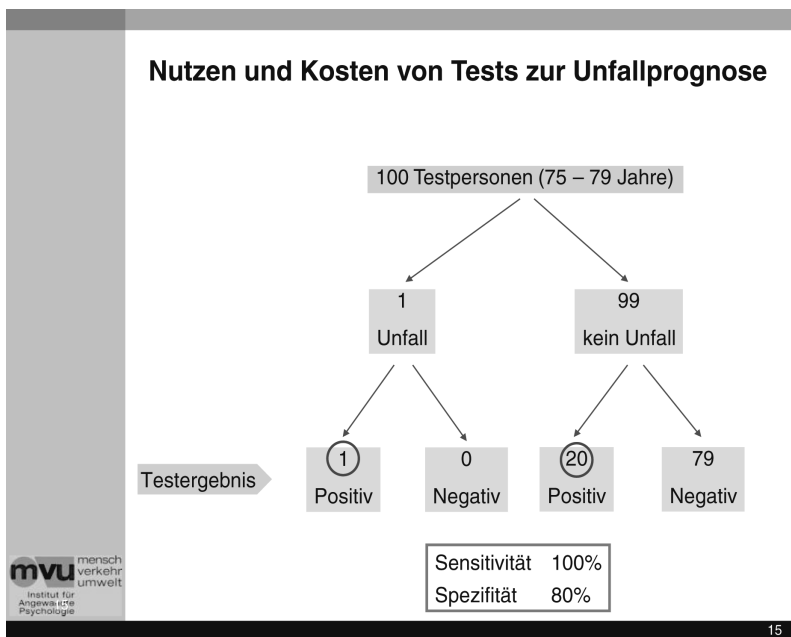 Nutzen und Kosten von Tests zur Unfallprognose
100 Testpersonen (75 – 79 Jahre)
1
Unfall
99
kein Unfall
Testergebnis
1
Positiv
0
Negativ
20
Positiv
79
Negativ
Sensitivität 100%
Spezifität 80%
mvu
mensch
verkehr
umwelt
Institut für
Angewandte
Psychologie
15
15